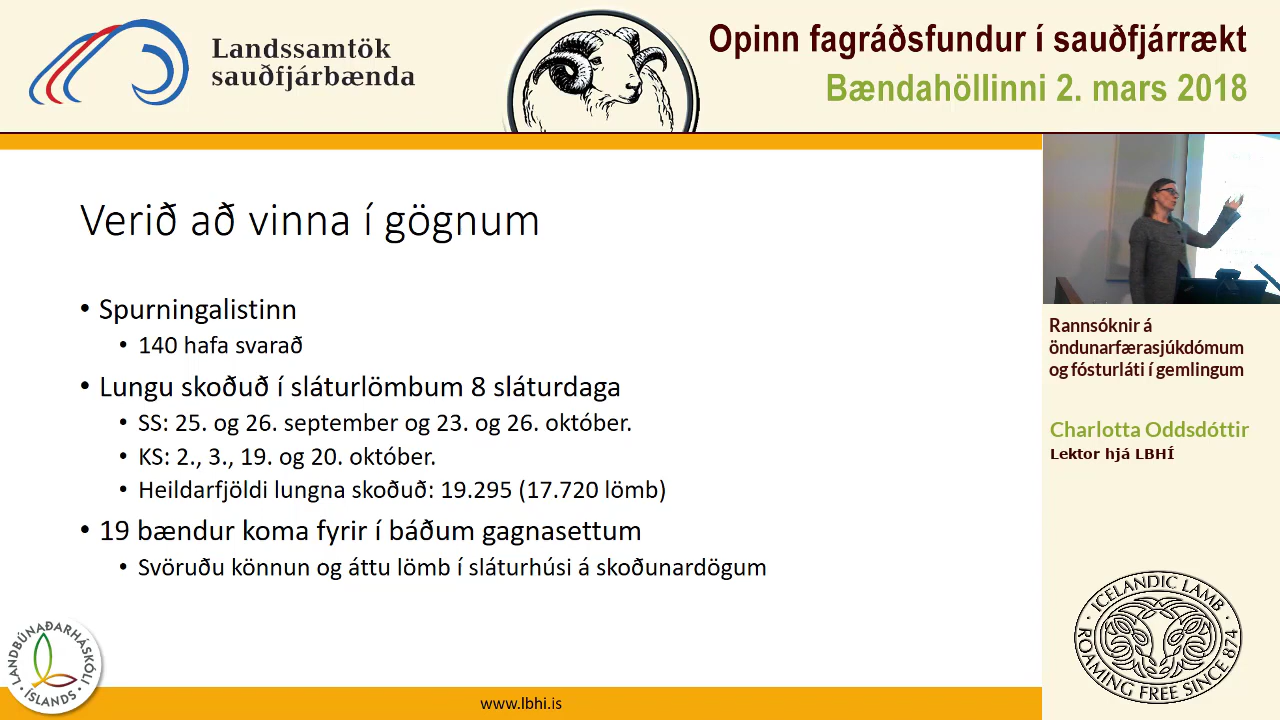 Landssamtök
sauðfjárbænda
Opinn fagráðsfundur í sauðfjárrækt
Bændahöllinni 2. mars 2018
Verið að vinna í gögnum
• Spurningalistinn
• 140 hafa svarað
• Lungu skoðuð í sláturlömbum 8 sláturdaga
• SS: 25. og 26. september og 23. og 26. október.
• KS: 2., 3., 19. og 20. október.
• Heildarfjöldi lungna skoðuð: 19.295 (17.720 lömb)
• 19 bændur koma fyrir í báðum gagnasettum
• Svöruðu könnun og áttu lömb í sláturhúsi á skoðunardögum
Rannsóknir á
öndunarfærasjúkdómum
og fósturláti í gemlingum
Charlotta Oddsdóttir
Lektor hjá LBHÍ
· ICELANDIC LAMB ·
ROAMING FREE SINCE 874
LANDBÚNAÐARHÁSKÓLI
· ÍSLANDS ·
www.lbhi.is